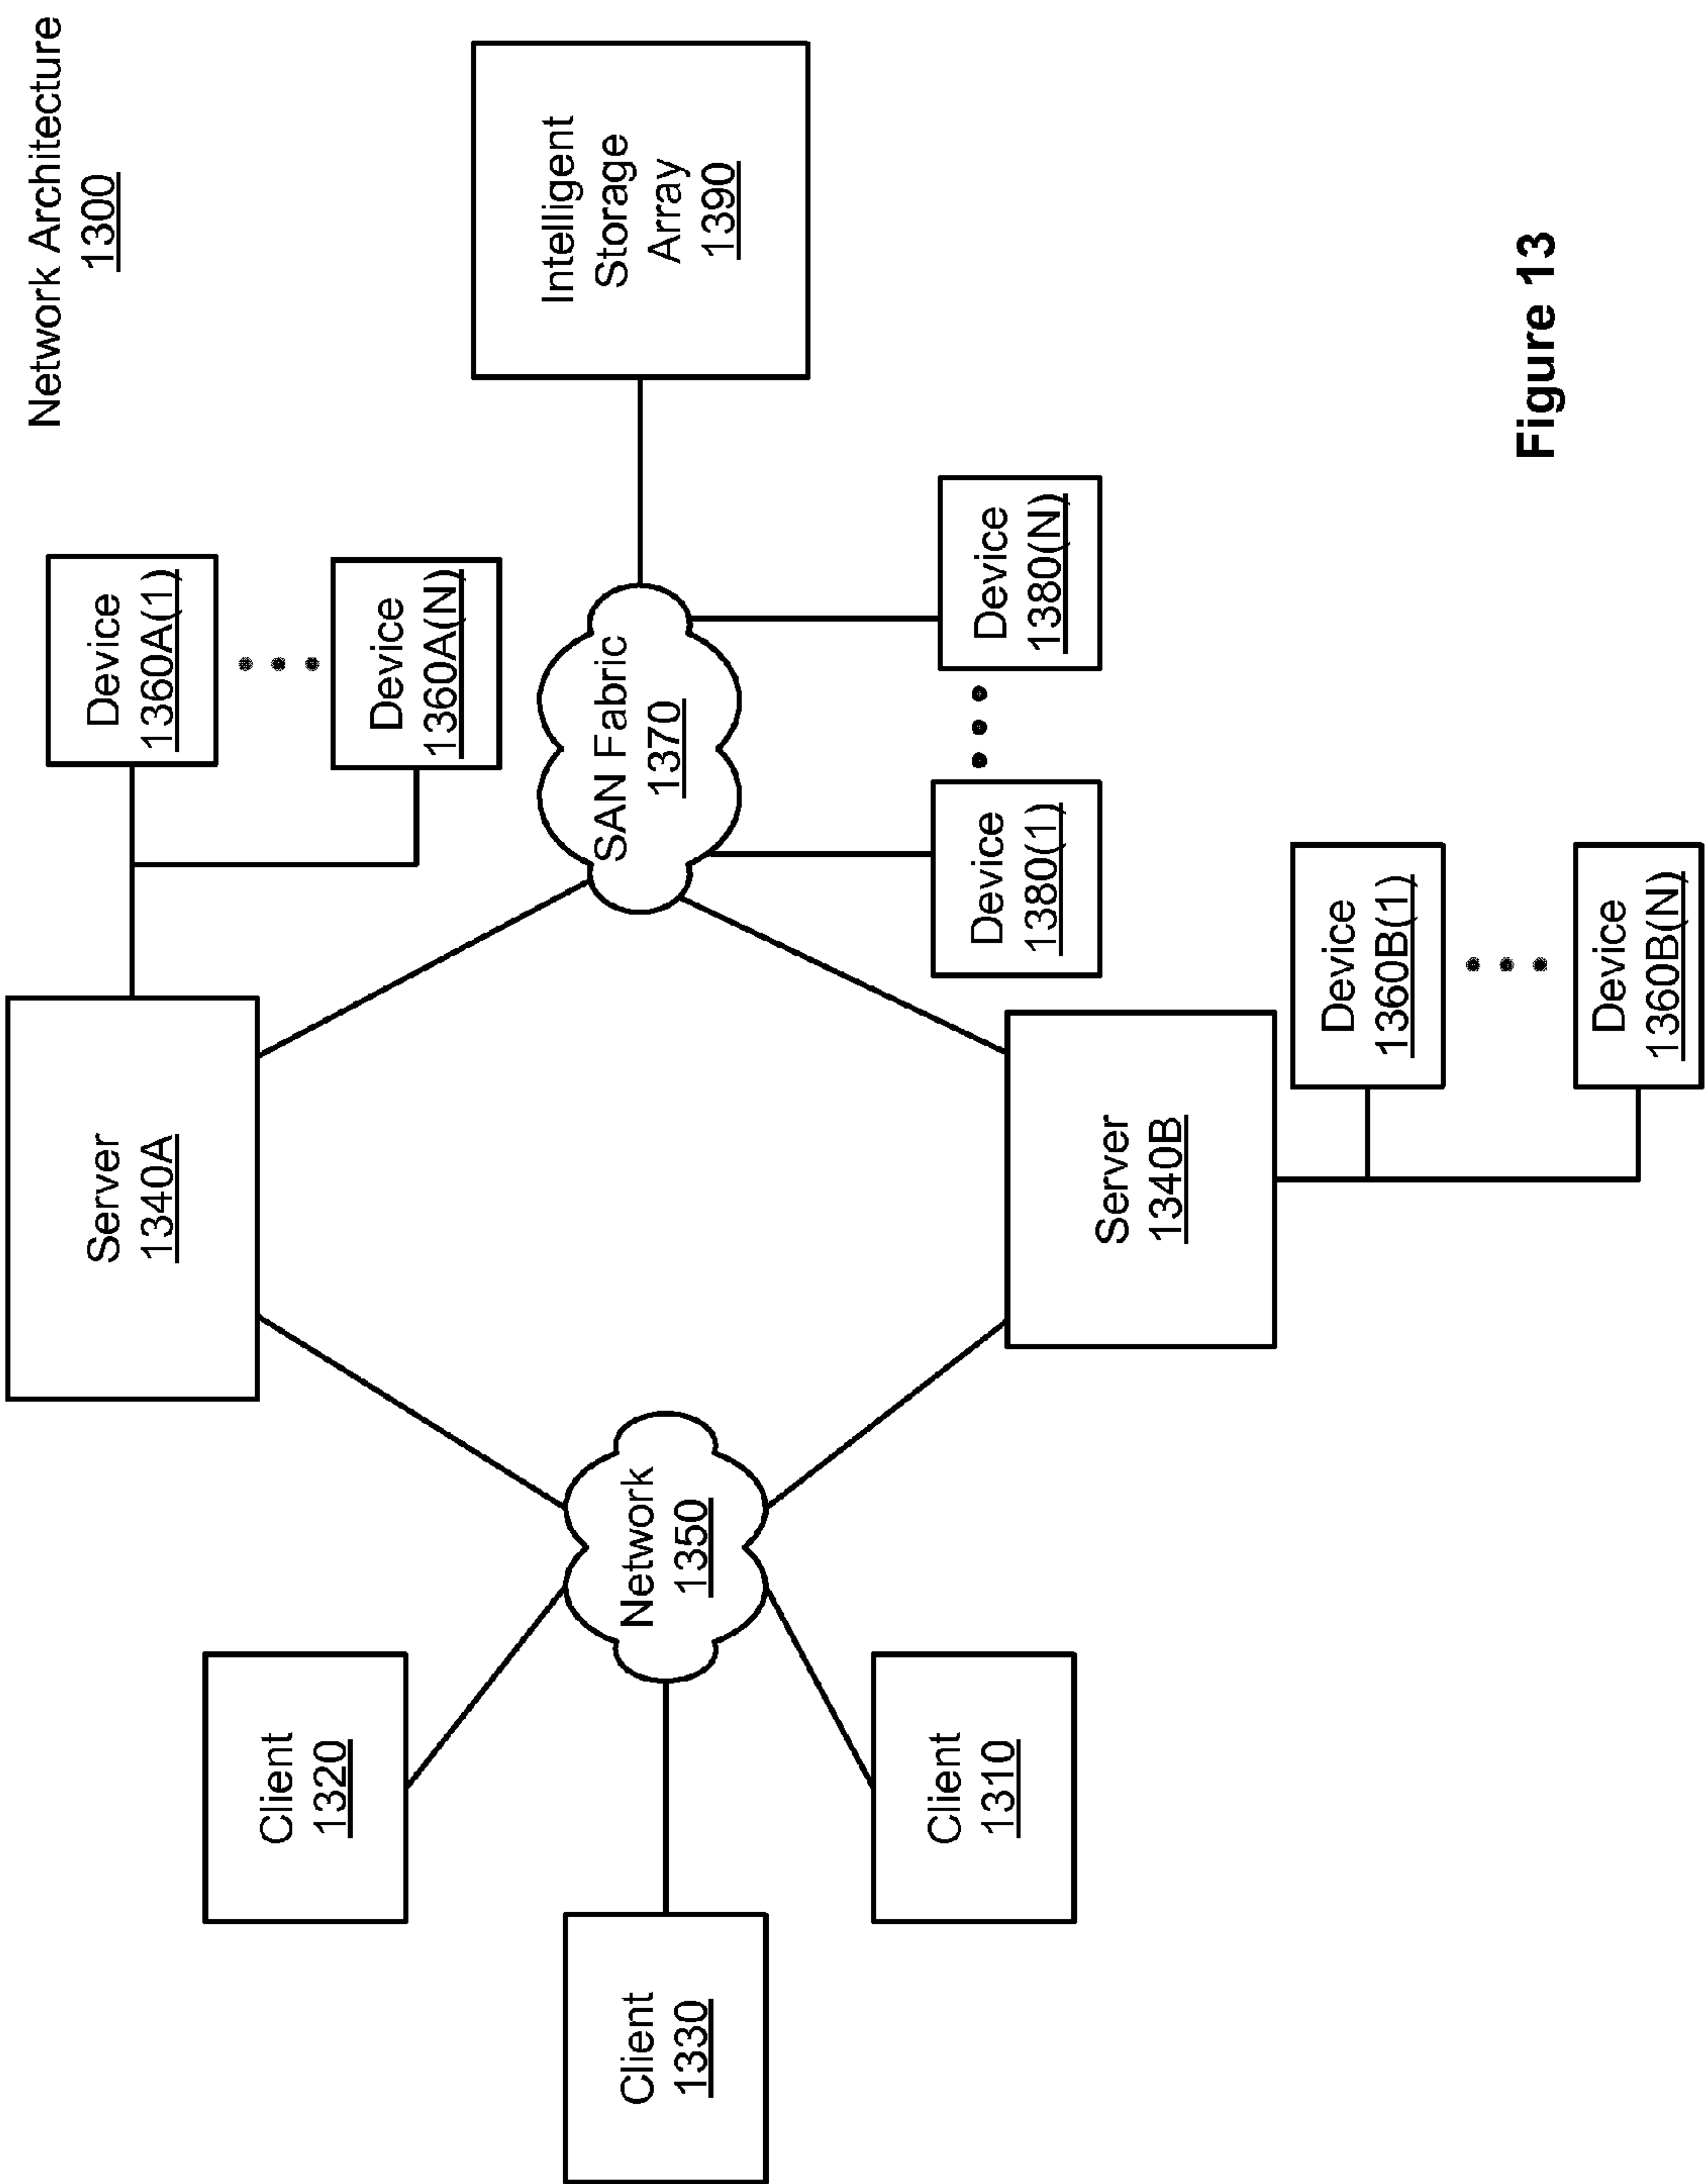 Network Architecture
1300
Device
1360A(1)
Server
1340A
Device
1360A(N)
Client
1320
Intelligent
Storage
Array
1390
SAN Fabric
1370
Network
1350
Client
1330
Device
1380(1)
Device
1380(N)
Client
1310
Server
1340B
Device
1360B(1)
Device
1360B(N)
Figure 13